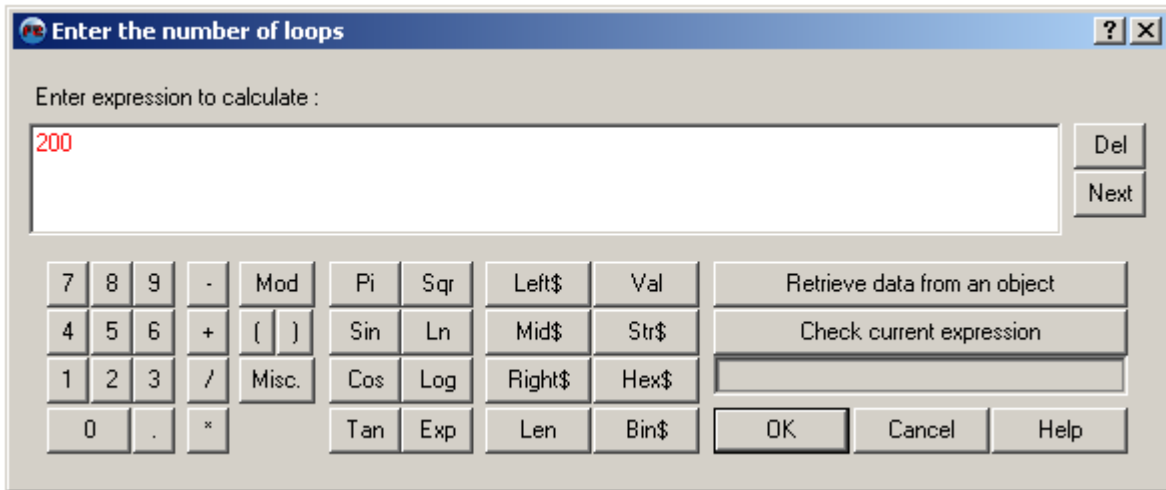 Enter the number of loops ? X
Enter expression to calculate :
200
Del
Next
7 8 9 - Mod Pi Sqr Left$ Val Retrieve data from an object
4 5 6 + ( ) Sin Ln Mid$ Str$ Check current expression
1 2 3 / Misc. Cos Log Right$ Hex$
0 . * Tan Exp Len Bin$ OK Cancel Help